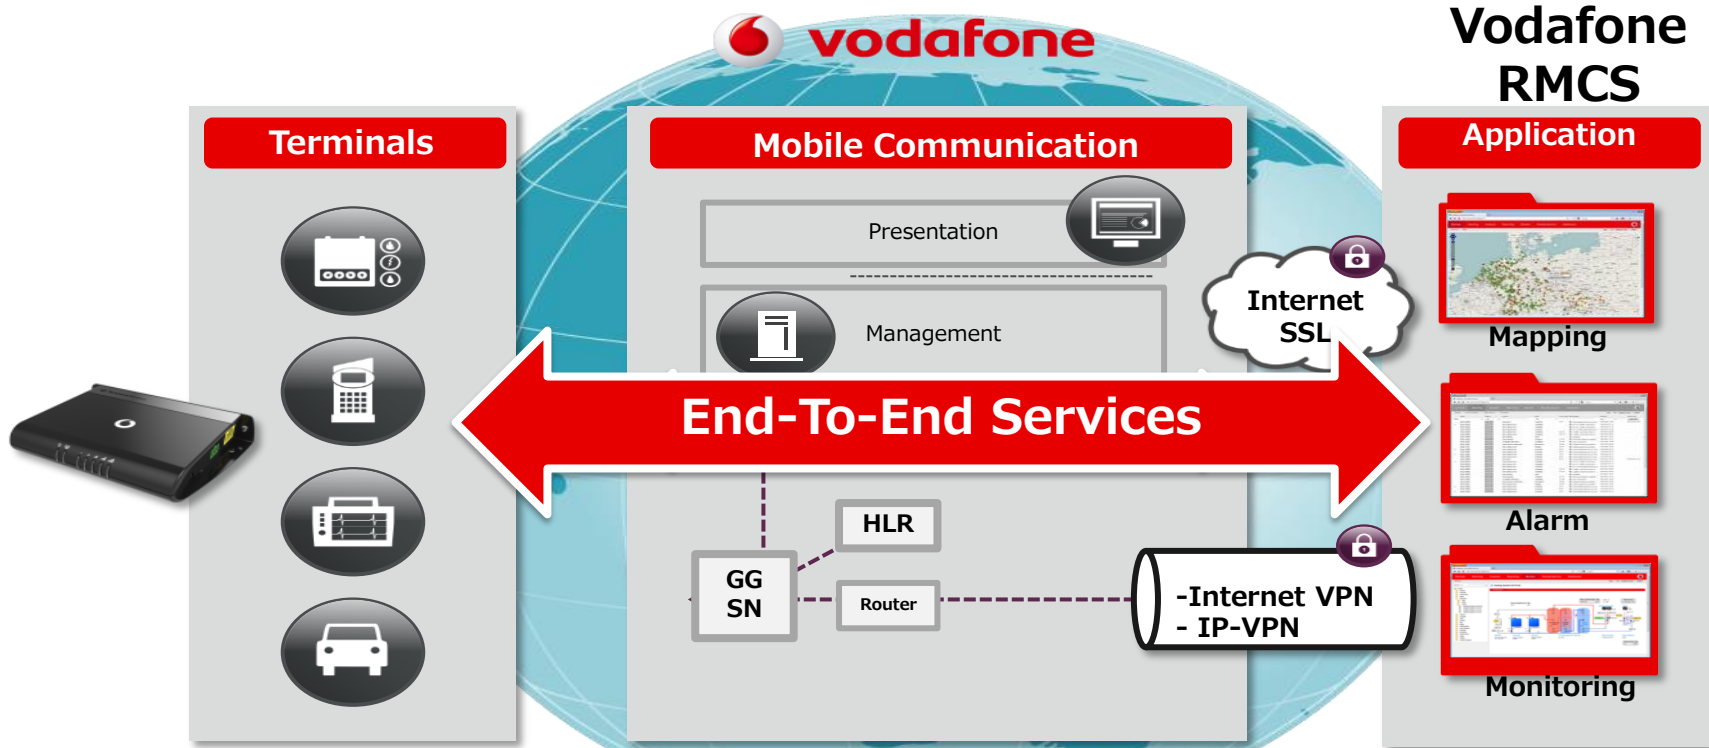 vodafone
Vodafone
RMCS
Terminals
Mobile Communication
Application
Presentation
Management
Internet
SSL
Mapping
End-To-End Services
Alarm
HLR
GG
SN
Router
-Internet VPN
- IP-VPN
Monitoring